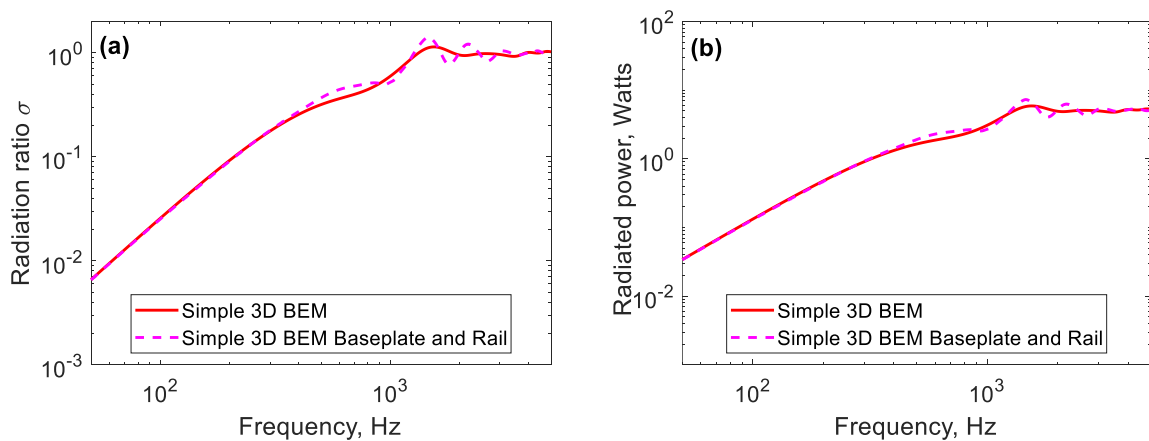 (a)
Radiation ratio σ
10^0
10^-1
10^-2
10^-3
Simple 3D BEM
Simple 3D BEM Baseplate and Rail
10^2
10^3
Frequency, Hz
(b)
Radiated power, Watts
10^2
10^0
10^-2
Simple 3D BEM
Simple 3D BEM Baseplate and Rail
10^2
10^3
Frequency, Hz